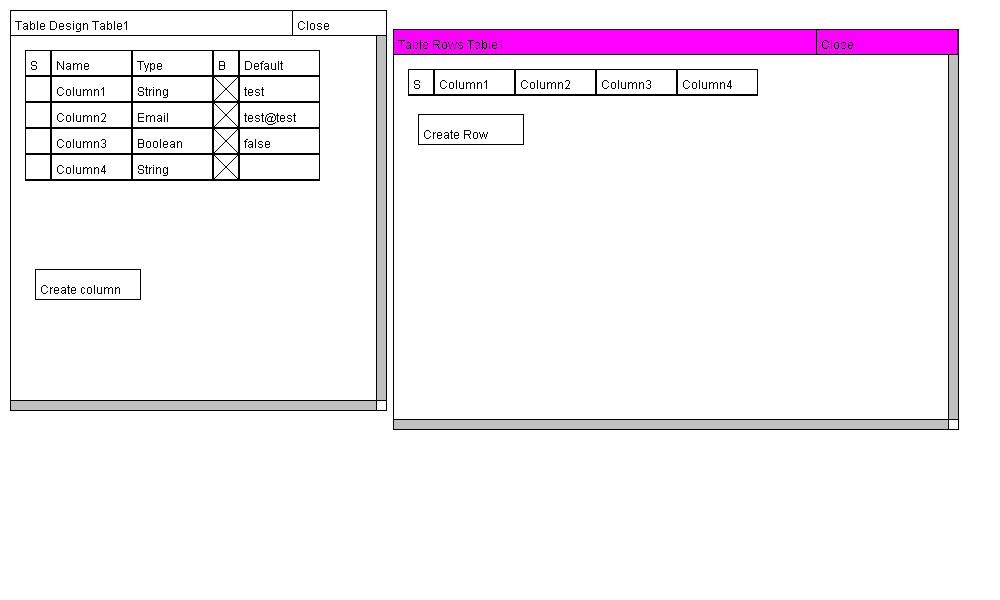 Table Design Table1 Close
S Name Type B Default
Column1 String test
Column2 Email test@test
Column3 Boolean false
Column4 String
Create column
Table Rows Table1 Close
S Column1 Column2 Column3 Column4
Create Row